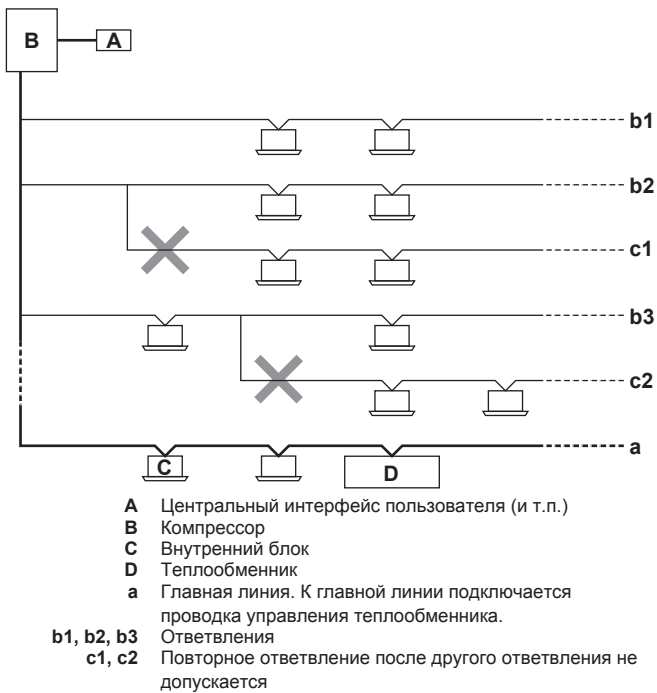 B
A
b1
b2
c1
b3
c2
a
C
D
A Центральный интерфейс пользователя (и т.п.)
B Компрессор
C Внутренний блок
D Теплообменник
a Главная линия. К главной линии подключается
проводка управления теплообменника.
b1, b2, b3 Ответвления
c1, c2 Повторное ответвление после другого ответвления не
допускается